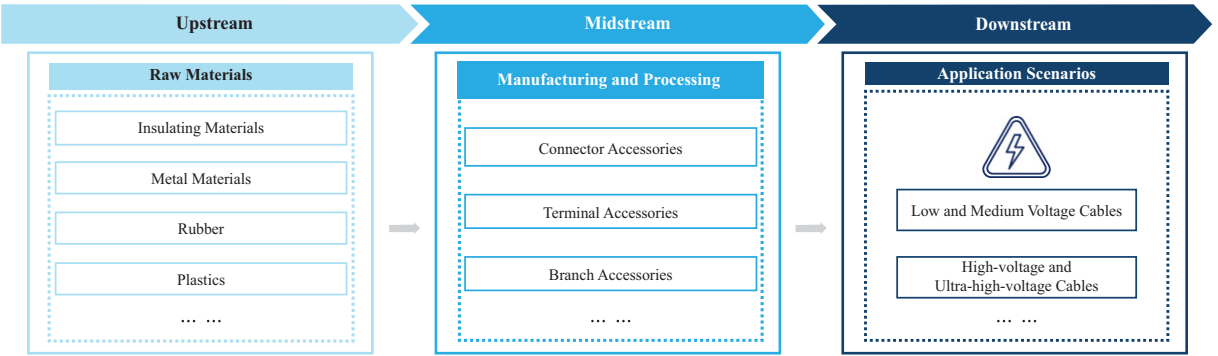 Upstream
Midstream
Downstream
Raw Materials
Insulating Materials
Metal Materials
Rubber
Plastics
... ...
Manufacturing and Processing
Connector Accessories
Terminal Accessories
Branch Accessories
... ...
Application Scenarios
Low and Medium Voltage Cables
High-voltage and
Ultra-high-voltage Cables
... ...